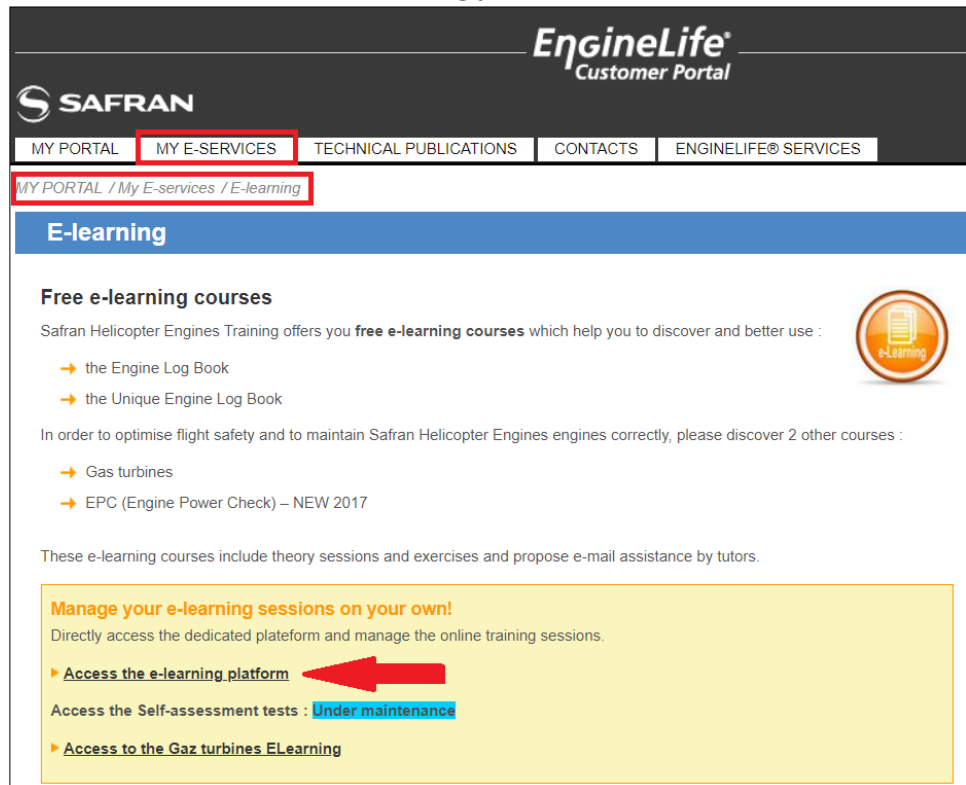 EngineLife®
Customer Portal
SAFRAN
MY PORTAL MY E-SERVICES TECHNICAL PUBLICATIONS CONTACTS ENGINELIFE® SERVICES
MY PORTAL / My E-services / E-learning
E-learning
Free e-learning courses
Safran Helicopter Engines Training offers you free e-learning courses which help you to discover and better use :
→ the Engine Log Book
→ the Unique Engine Log Book
e-Learning
In order to optimise flight safety and to maintain Safran Helicopter Engines engines correctly, please discover 2 other courses :
→ Gas turbines
→ EPC (Engine Power Check) – NEW 2017
These e-learning courses include theory sessions and exercises and propose e-mail assistance by tutors.
Manage your e-learning sessions on your own!
Directly access the dedicated plateform and manage the online training sessions.
Access the e-learning platform
Access the Self-assessment tests : Under maintenance
Access to the Gaz turbines ELearning